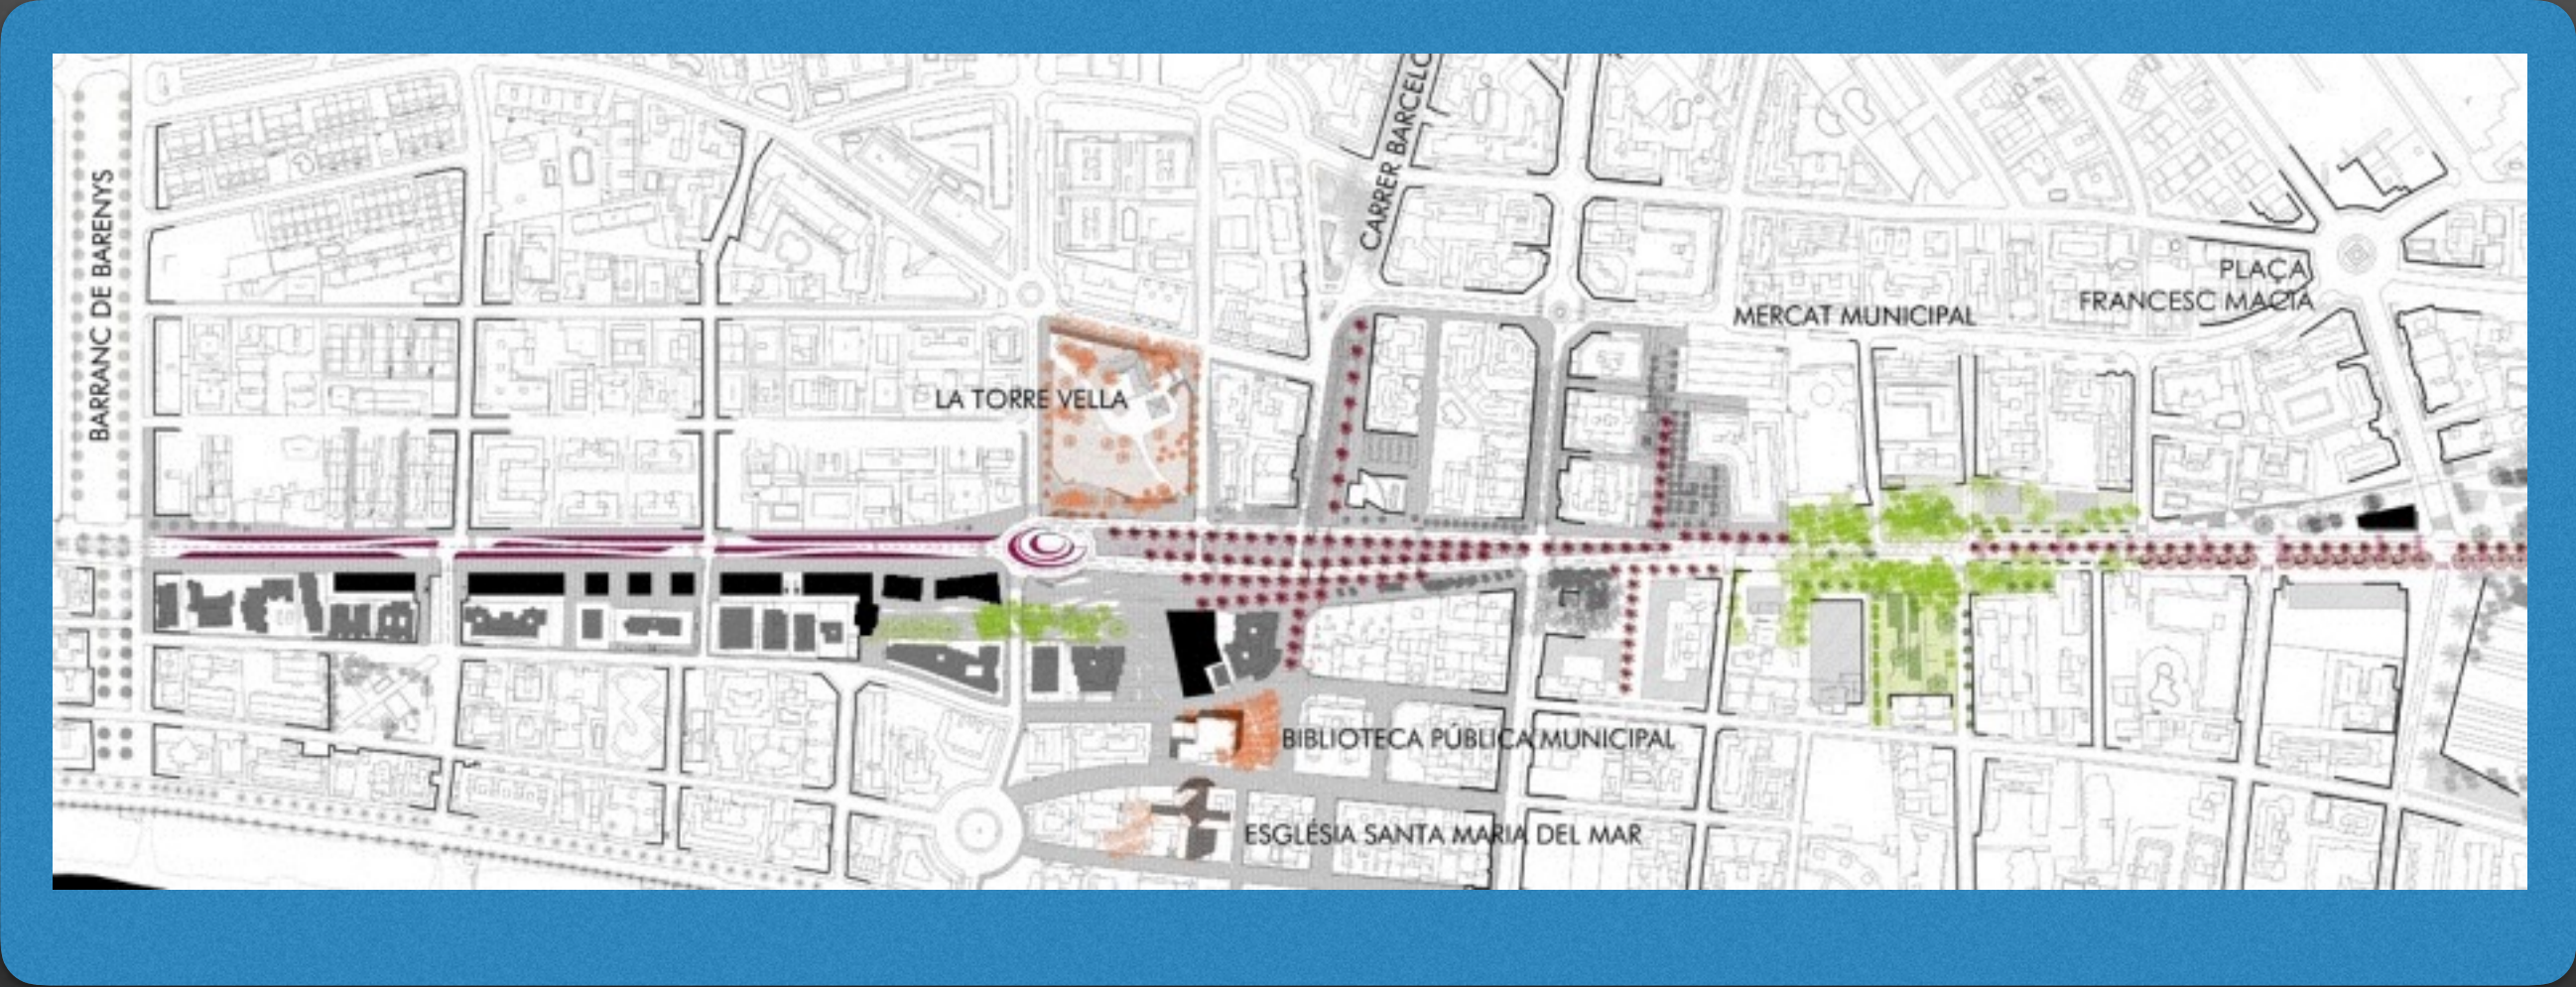 BARRANC DE BARENYS
CARRER BARCELO
PLAÇA
FRANCESC MACIÀ
MERCAT MUNICIPAL
LA TORRE VELLA
BIBLIOTECA PÚBLICA MUNICIPAL
ESGLÉSIA SANTA MARIA DEL MAR